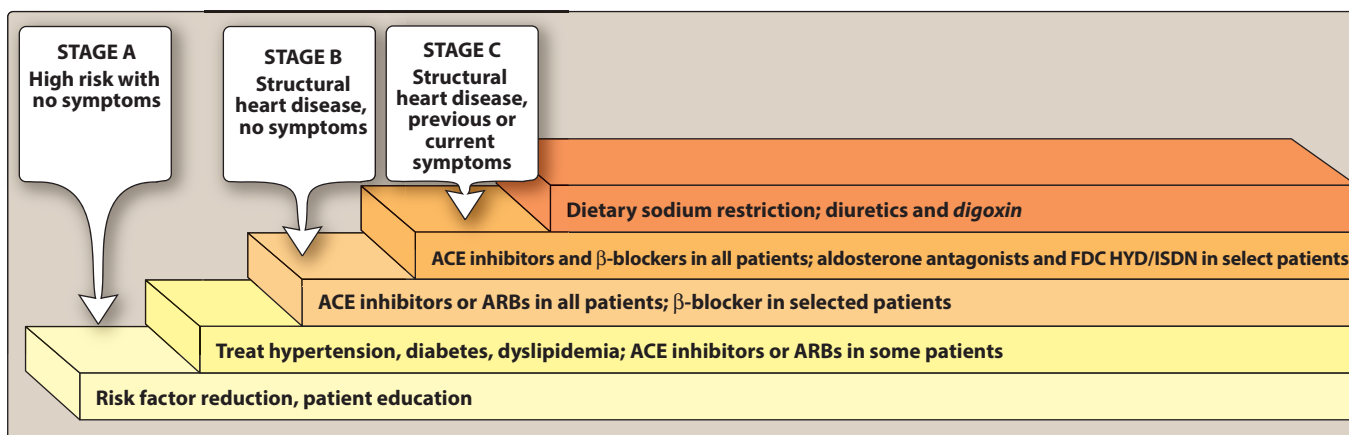 STAGE A
High risk with
no symptoms
STAGE B
Structural
heart disease,
no symptoms
STAGE C
Structural
heart disease,
previous or
current
symptoms
Dietary sodium restriction; diuretics and digoxin
ACE inhibitors and β-blockers in all patients; aldosterone antagonists and FDC HYD/ISDN in select patients
ACE inhibitors or ARBs in all patients; β-blocker in selected patients
Treat hypertension, diabetes, dyslipidemia; ACE inhibitors or ARBs in some patients
Risk factor reduction, patient education